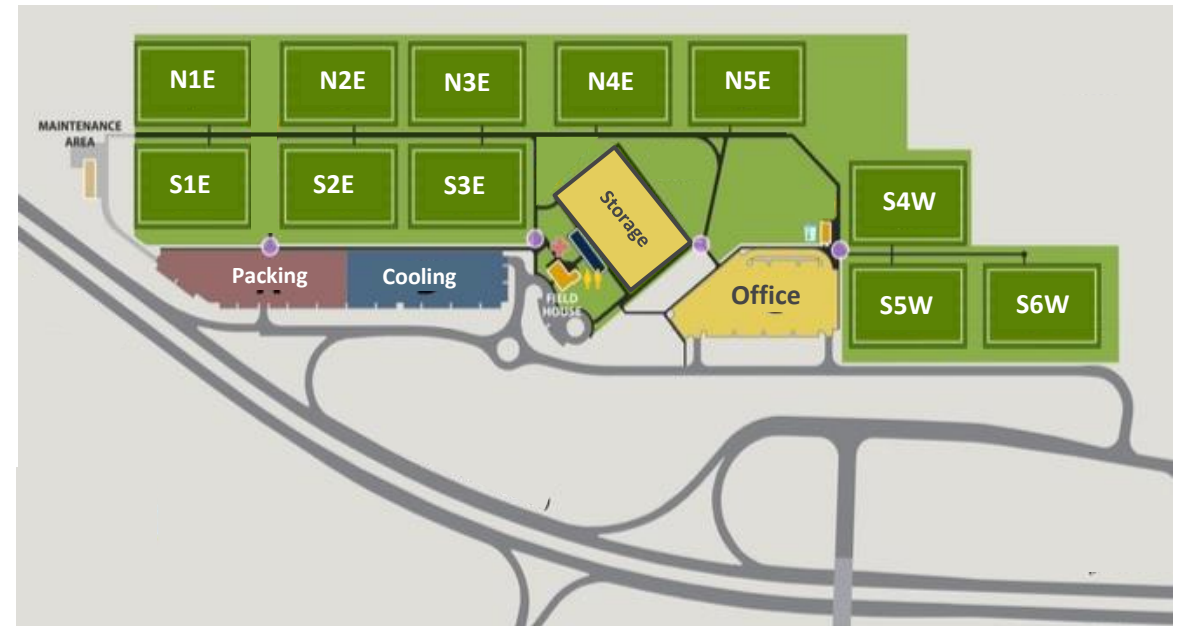 N1E
N2E
N3E
N4E
N5E
MAINTENANCE
AREA
S1E
S2E
S3E
Storage
S4W
Packing
Cooling
Office
FIELD
HOUSE
S5W
S6W